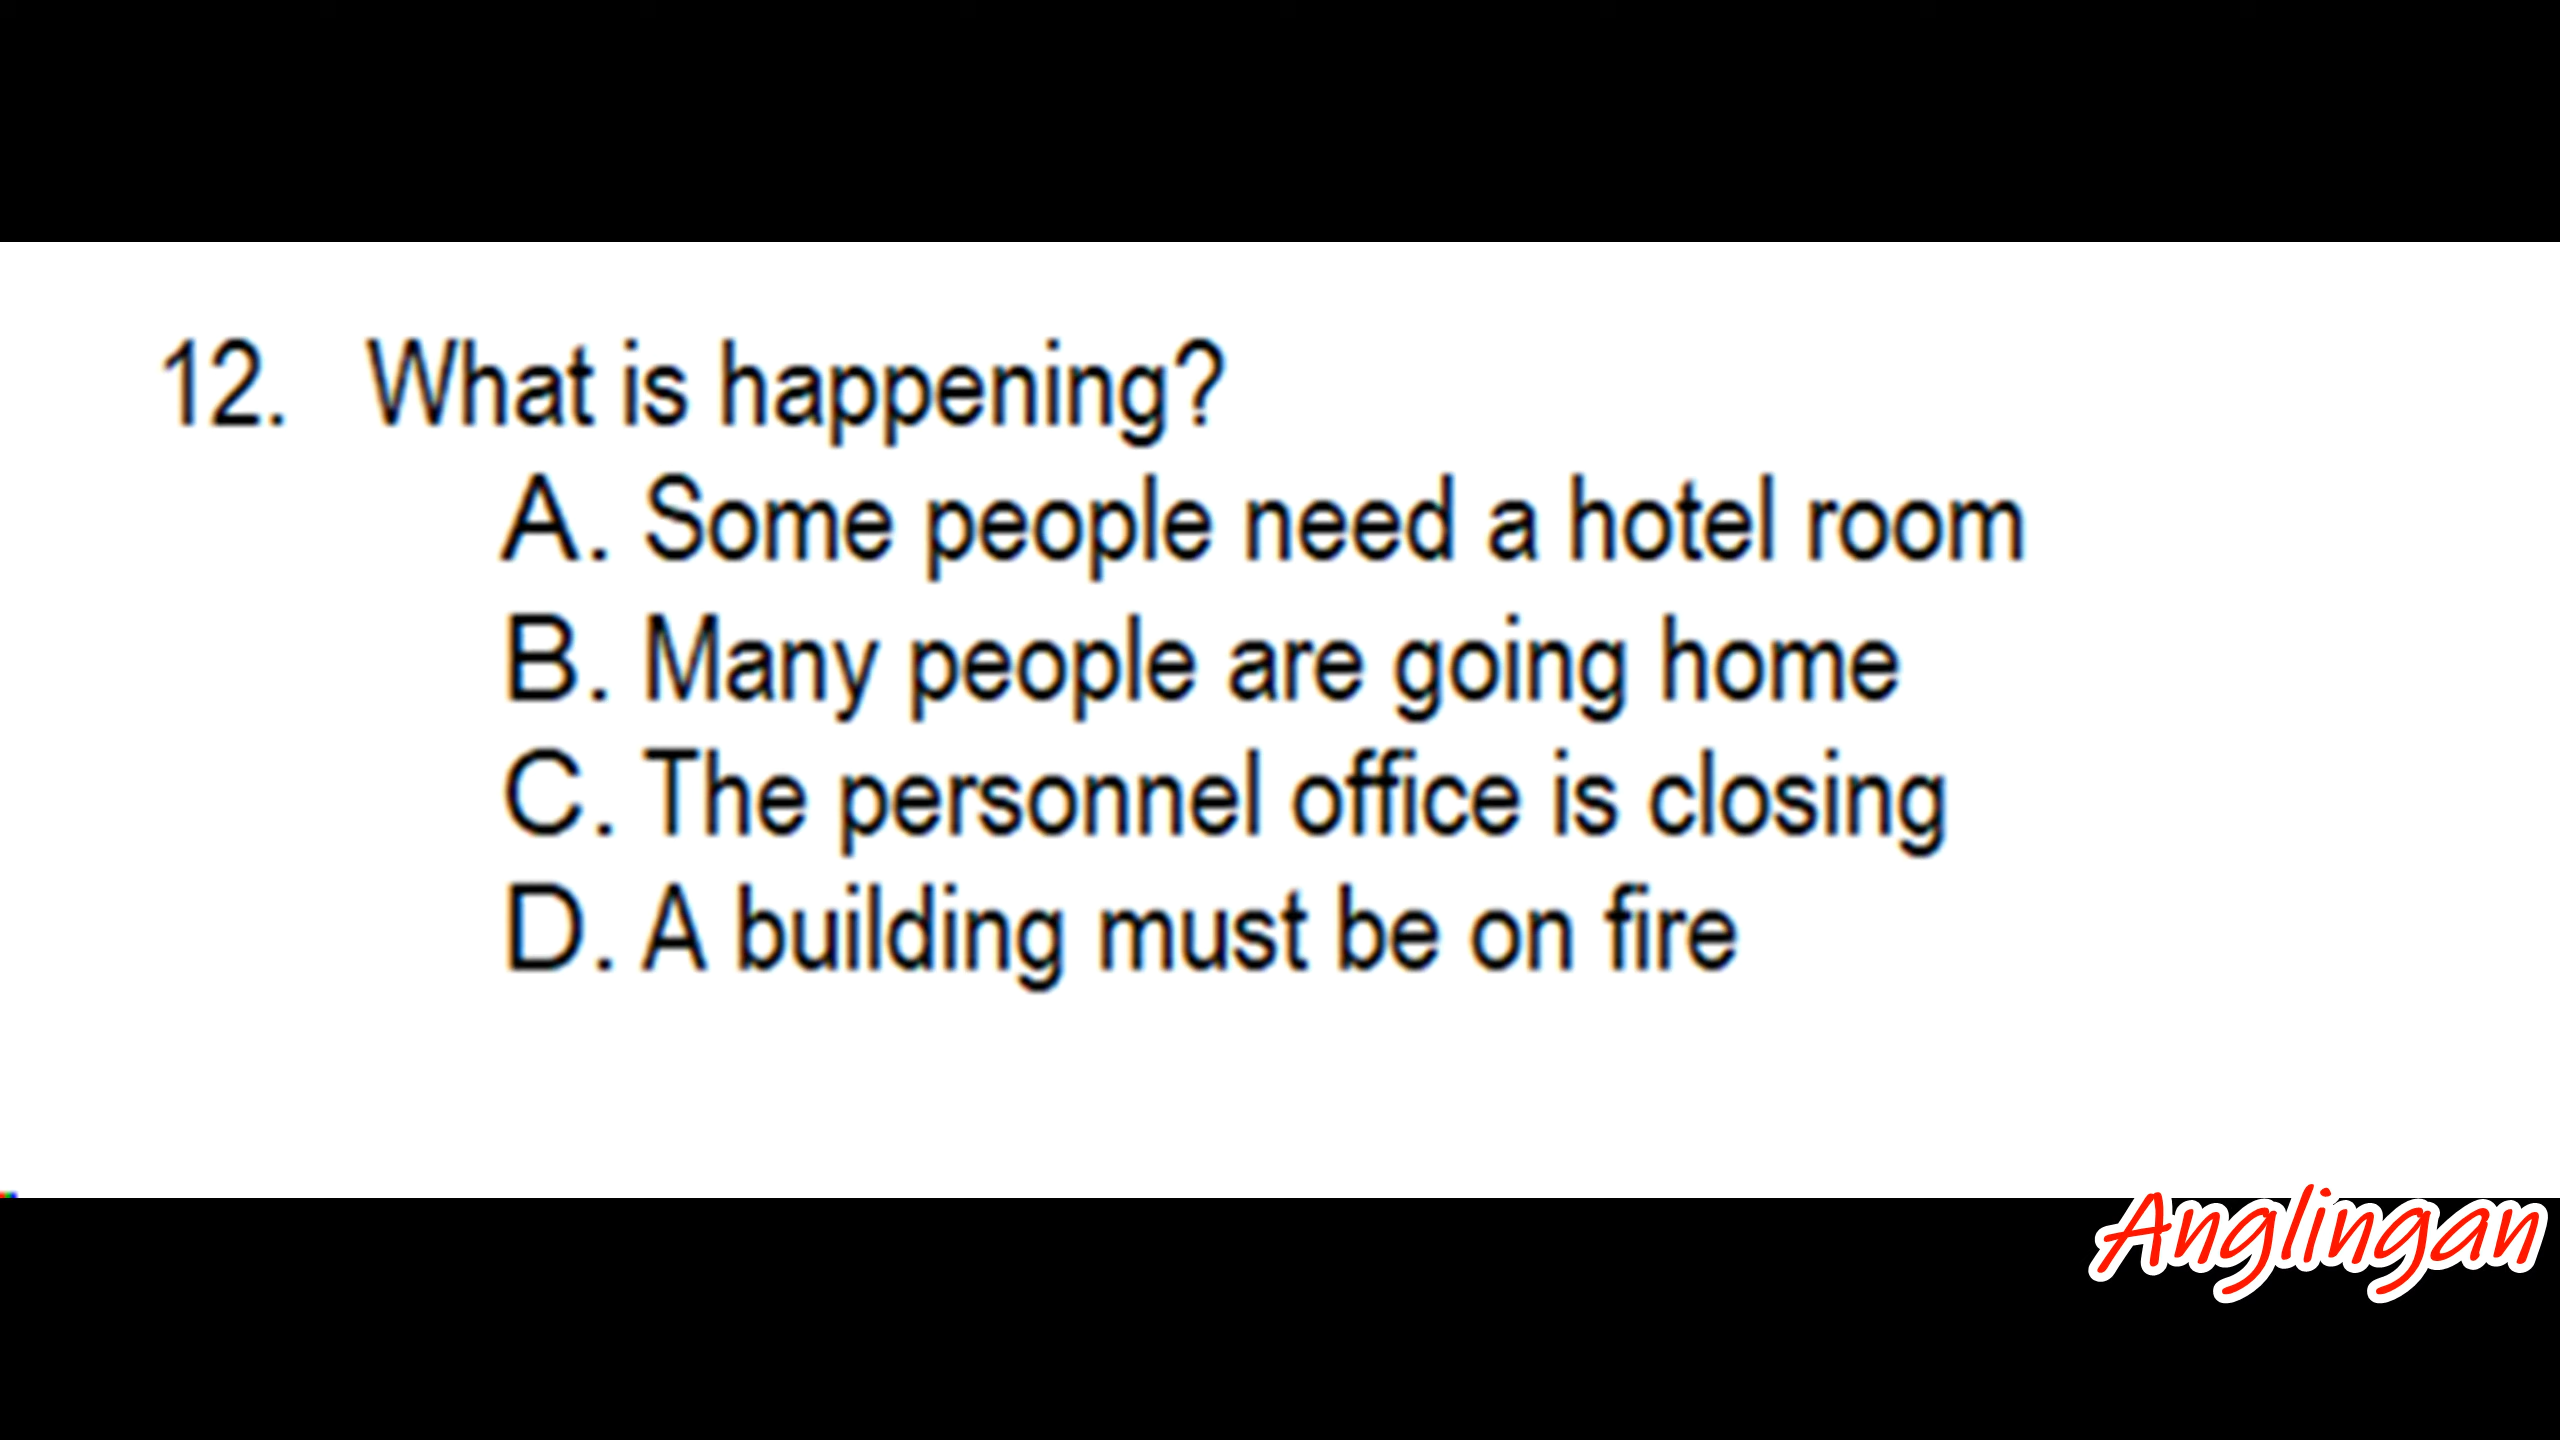 12. What is happening?
A. Some people need a hotel room
B. Many people are going home
C. The personnel office is closing
D. A building must be on fire
Anglingan